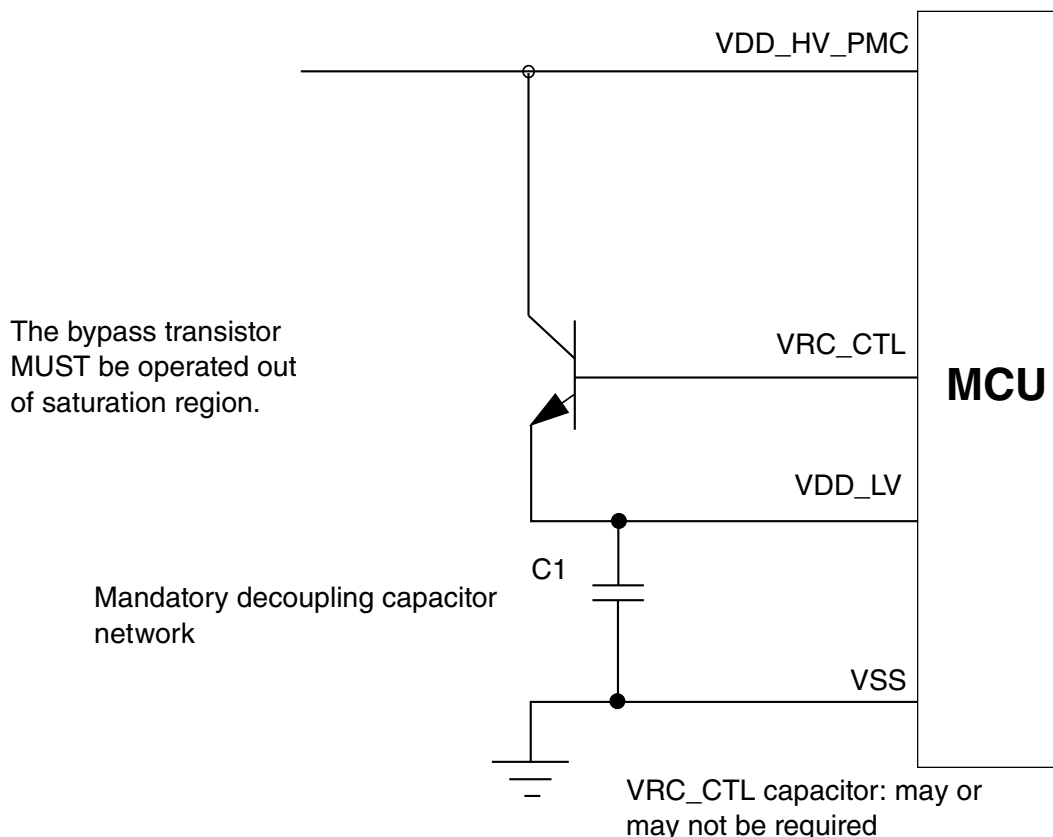 VDD_HV_PMC
The bypass transistor
MUST be operated out
of saturation region.
VRC_CTL
MCU
VDD_LV
C1
Mandatory decoupling capacitor
network
VSS
VRC_CTL capacitor: may or
may not be required